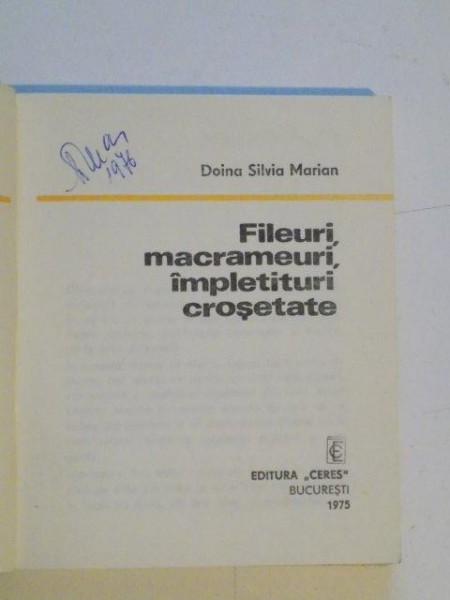 1976
Doina Silvia Marian
Fileuri,
macrameuri,
împletituri
croșetate
EDITURA „CERES"
BUCUREȘTI
1975